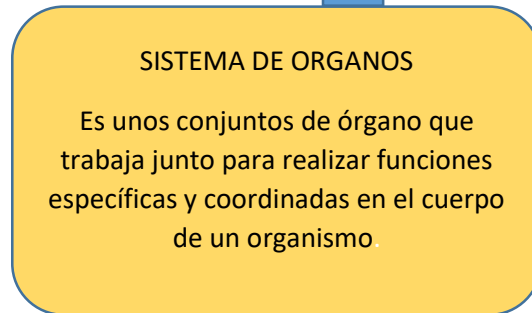 SISTEMA DE ORGANOS
Es unos conjuntos de órgano que
trabaja junto para realizar funciones
específicas y coordinadas en el cuerpo
de un organismo.